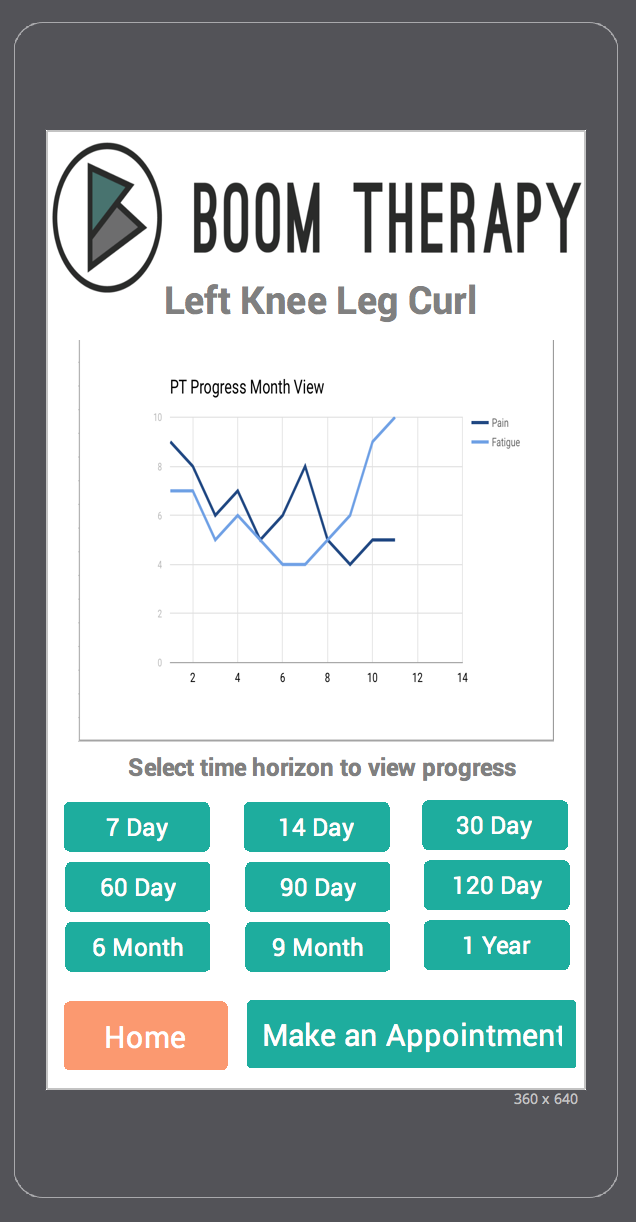 BOOM THERAPY
Left Knee Leg Curl
PT Progress Month View
10
8
6
4
2
0
Pain
Fatigue
2 4 6 8 10 12 14
Select time horizon to view progress
7 Day 14 Day 30 Day
60 Day 90 Day 120 Day
6 Month 9 Month 1 Year
Home Make an Appointment
360 x 640